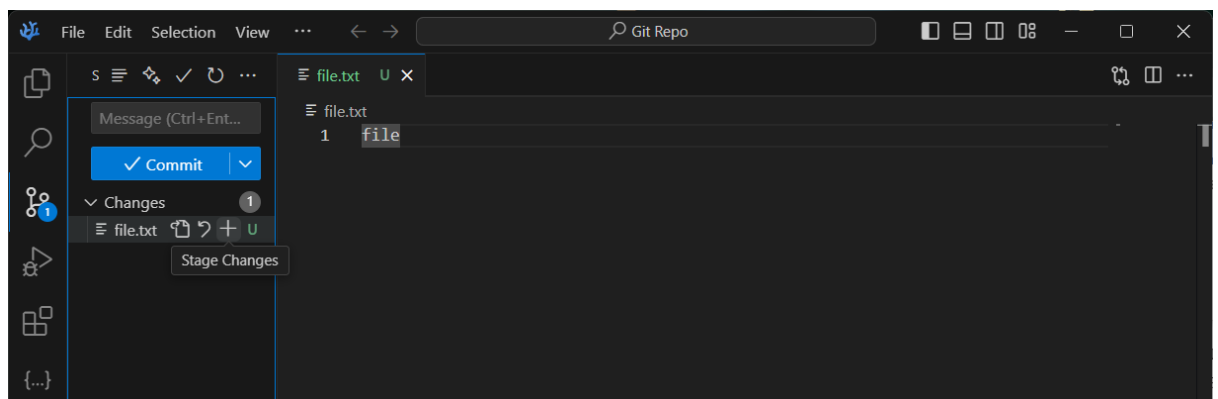 File Edit Selection View ... Git Repo
S ...
file.txt U
Message (Ctrl+Ent...
file.txt
1 file
Commit
Changes 1
1
file.txt U
Stage Changes
{...}